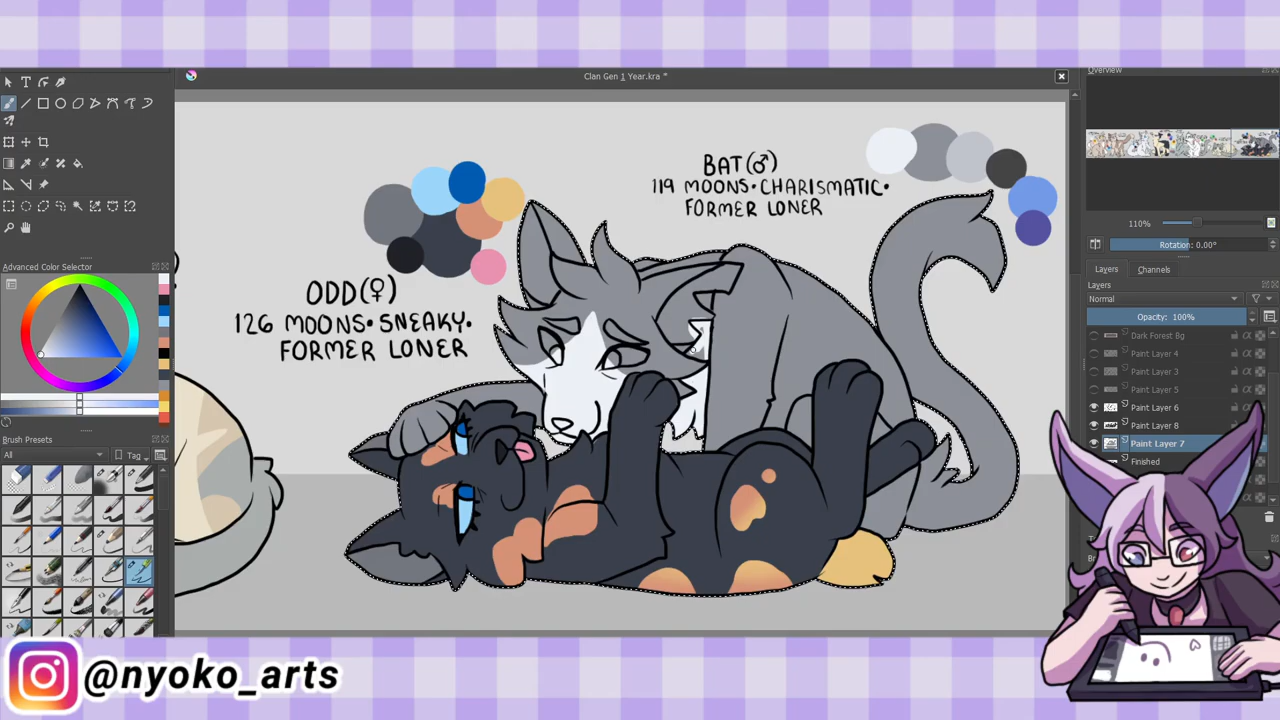 Clan Gen 1 Year.kra *
Overview
110%
Rotation: 0.00°
Layers
Channels
Layers
Normal
Opacity: 100%
Dark Forest Bg
Paint Layer 4
Paint Layer 3
Paint Layer 5
Paint Layer 6
Paint Layer 8
Paint Layer 7
Finished
Advanced Color Selector
Brush Presets
All
Tag
BAT(♂)
119 MOONS•CHARISMATIC•
FORMER LONER
ODD(♀)
126 MOONS•SNEAKY•
FORMER LONER
@nyoko_arts